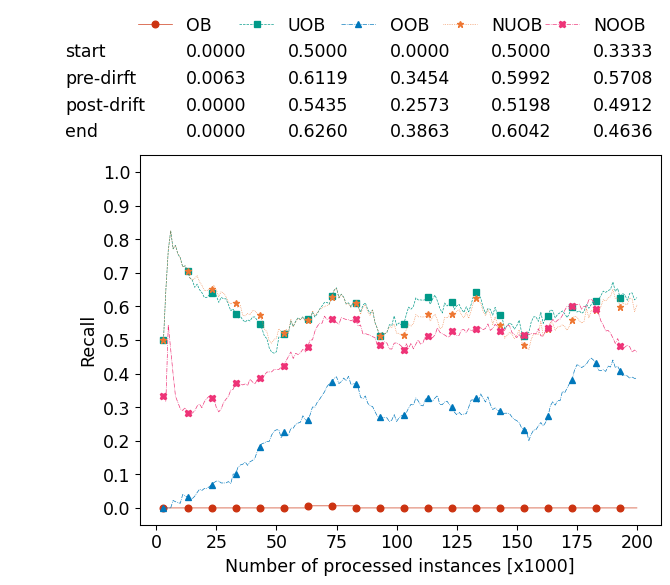 OB UOB OOB NUOB NOOB
start 0.0000 0.5000 0.0000 0.5000 0.3333
pre-dirft 0.0063 0.6119 0.3454 0.5992 0.5708
post-drift 0.0000 0.5435 0.2573 0.5198 0.4912
end 0.0000 0.6260 0.3863 0.6042 0.4636
1.0
0.9
0.8
0.7
0.6
0.5
0.4
0.3
0.2
0.1
0.0
Recall
0 25 50 75 100 125 150 175 200
Number of processed instances [x1000]